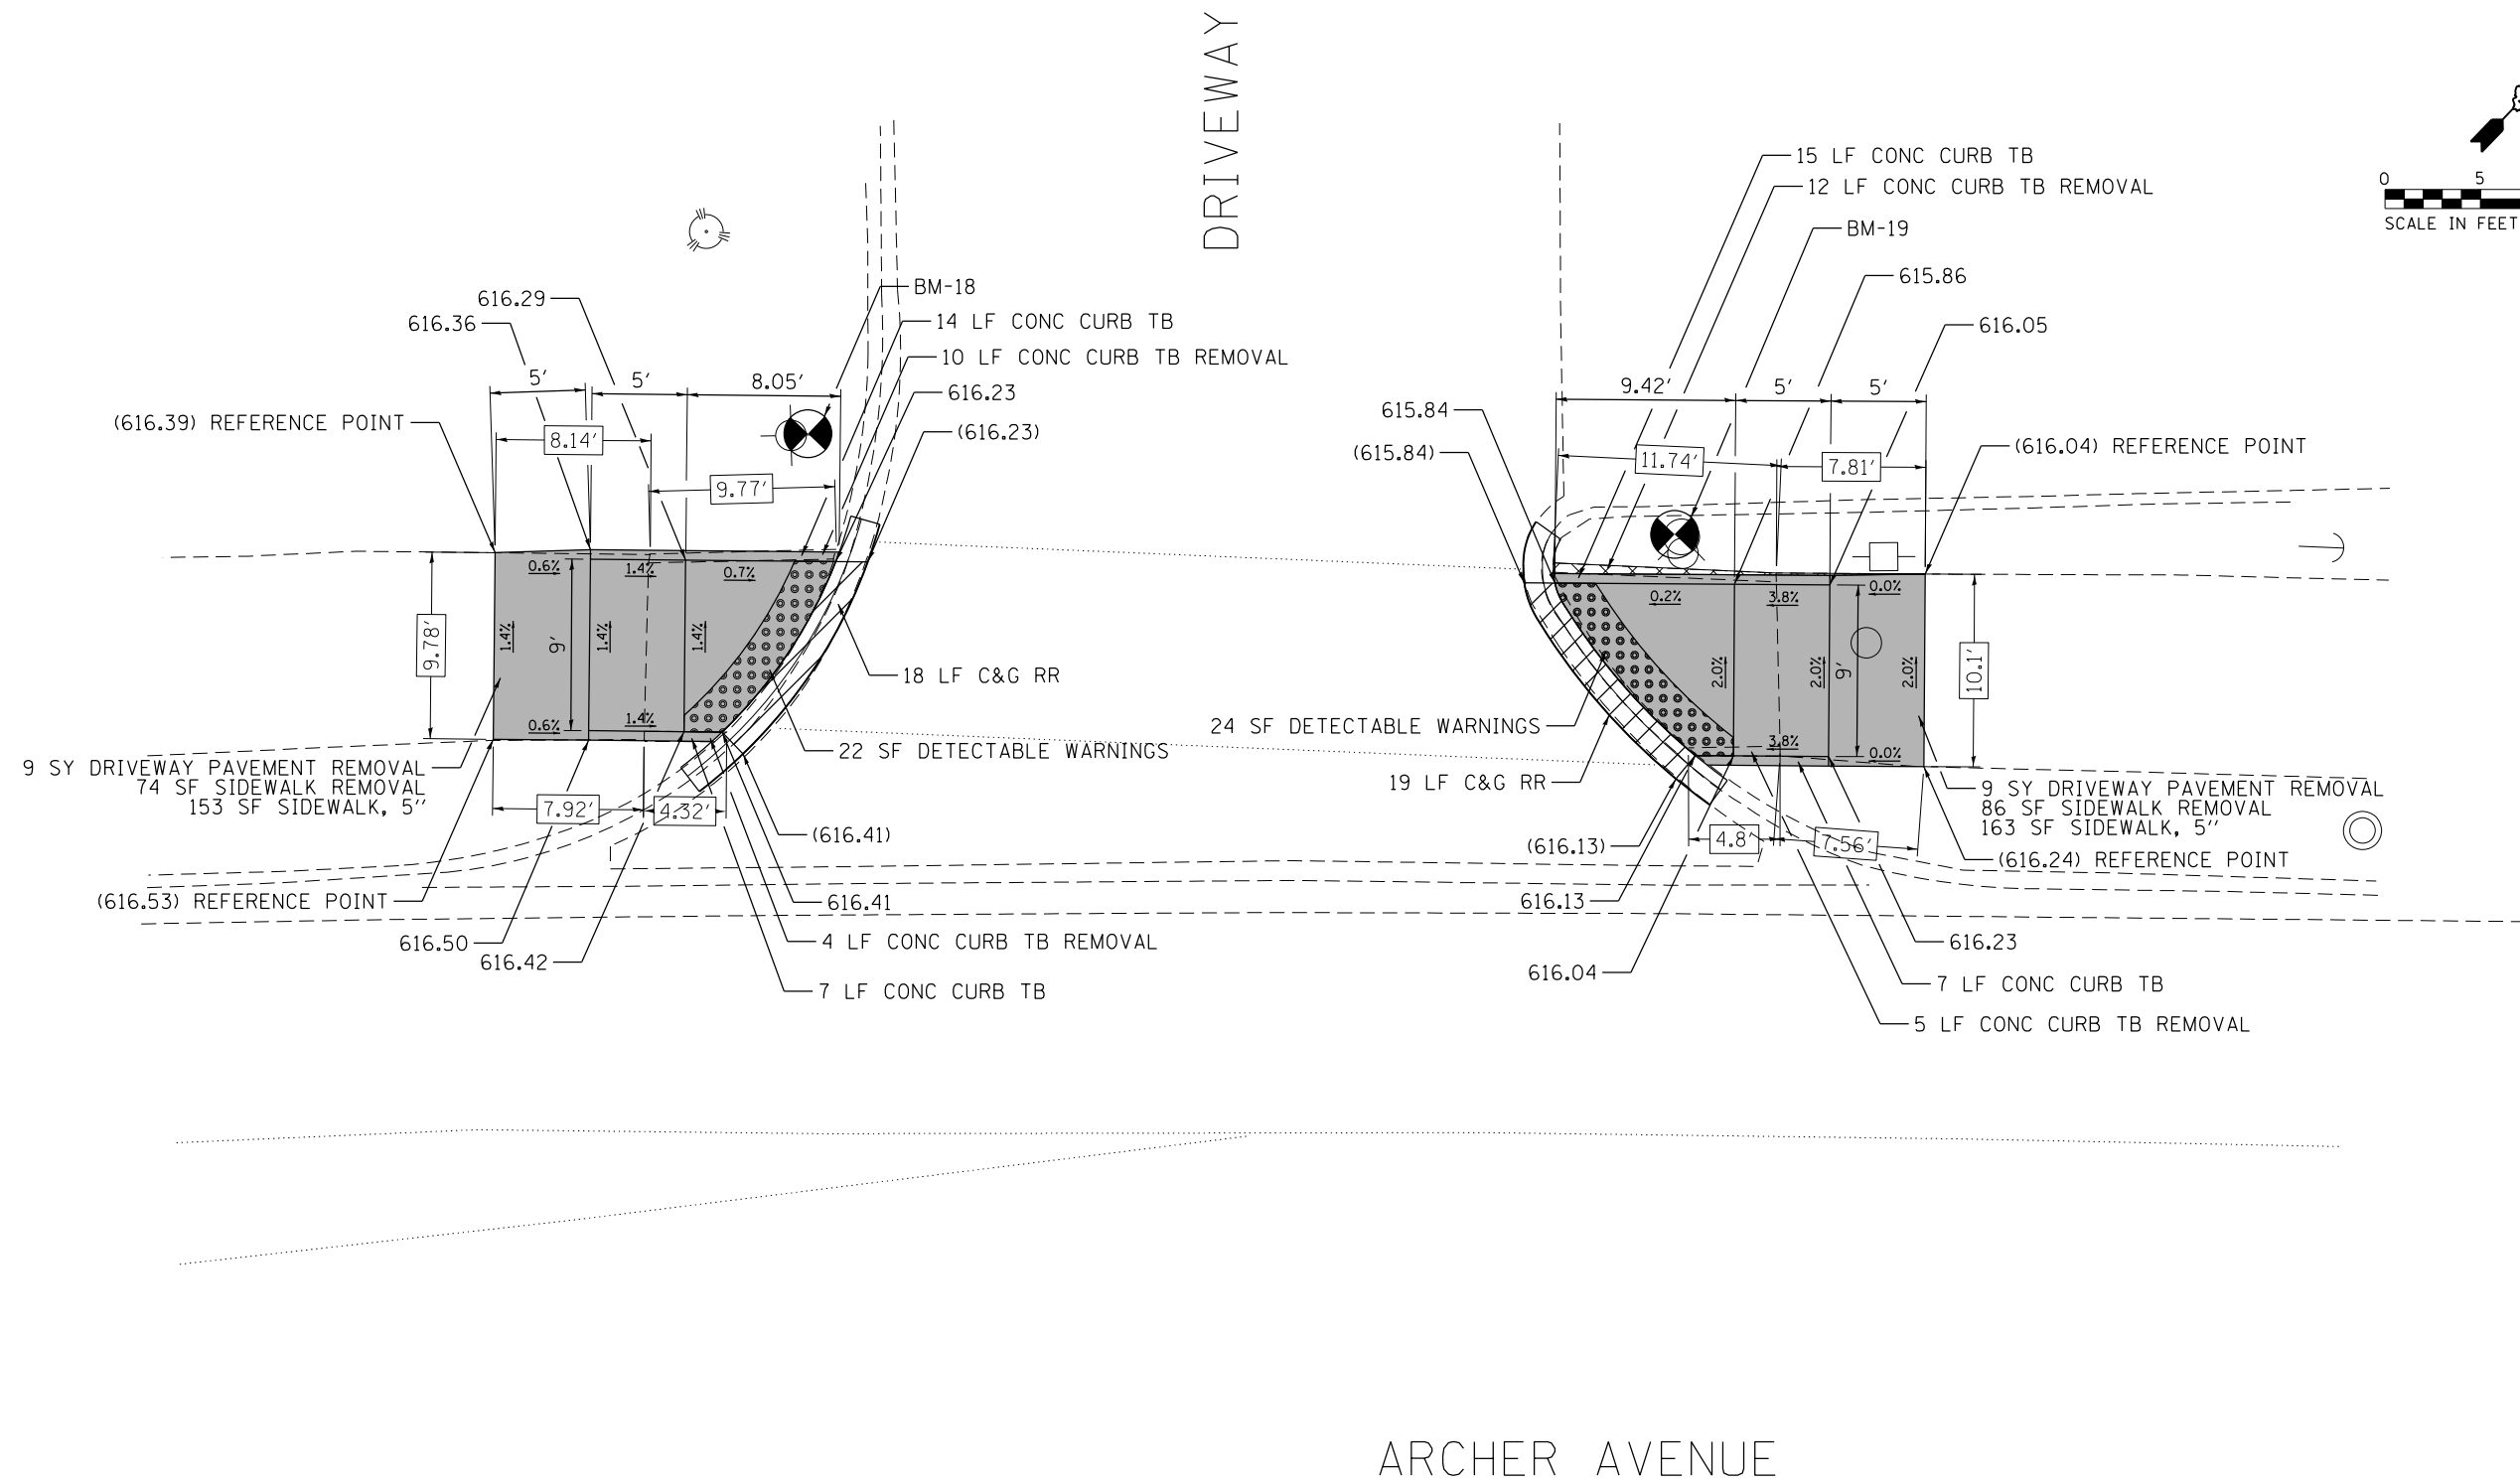 DRIVEWAY
0 5
SCALE IN FEET
15 LF CONC CURB TB
12 LF CONC CURB TB REMOVAL
BM-19
615.86
616.05
616.29
616.36
BM-18
14 LF CONC CURB TB
10 LF CONC CURB TB REMOVAL
616.23
(616.23)
5' 5' 8.05'
(616.39) REFERENCE POINT
8.14'
9.77'
9.42' 5' 5'
615.84
(615.84)
11.74' 7.81'
(616.04) REFERENCE POINT
0.6% 1.4% 0.7%
1.4% 1.4% 1.4%
9.78'
9'
0.6% 1.4%
18 LF C&G RR
22 SF DETECTABLE WARNINGS
0.2% 3.8% 0.0%
2.0% 2.0% 2.0%
9'
10.1'
3.8% 0.0%
24 SF DETECTABLE WARNINGS
19 LF C&G RR
9 SY DRIVEWAY PAVEMENT REMOVAL
74 SF SIDEWALK REMOVAL
153 SF SIDEWALK, 5"
7.92' 4.32'
(616.41)
(616.53) REFERENCE POINT
616.41
616.50
616.42
4 LF CONC CURB TB REMOVAL
7 LF CONC CURB TB
9 SY DRIVEWAY PAVEMENT REMOVAL
86 SF SIDEWALK REMOVAL
163 SF SIDEWALK, 5"
(616.13)
4.8' 7.56'
(616.24) REFERENCE POINT
616.13
616.23
616.04
7 LF CONC CURB TB
5 LF CONC CURB TB REMOVAL
ARCHER AVENUE